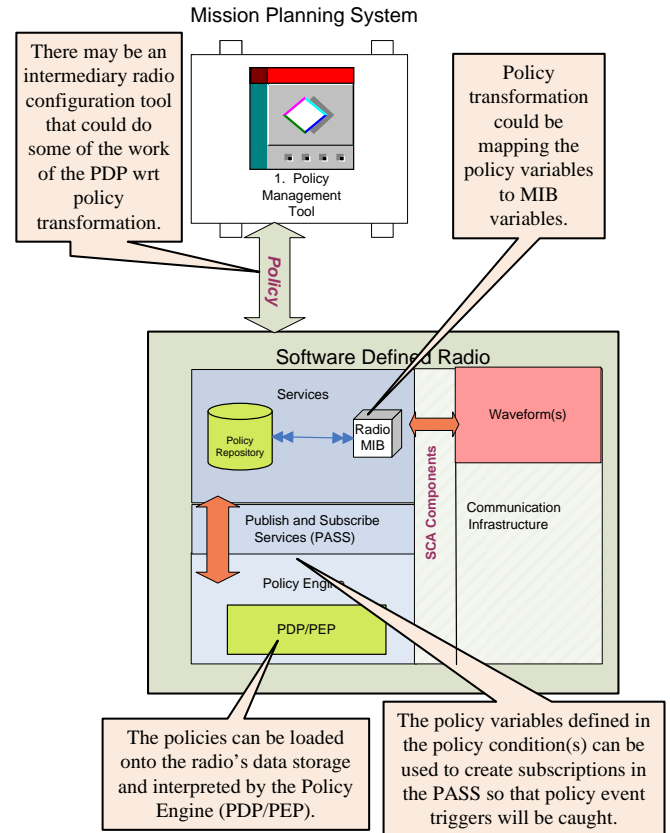 Mission Planning System
There may be an
intermediary radio
configuration tool
that could do
some of the work
of the PDP wrt
policy
transformation.
1. Policy
Management
Tool
Policy
transformation
could be
mapping the
policy variables
to MIB
variables.
Policy
Software Defined Radio
Services
Policy
Repository
Radio
MIB
Waveform(s)
SCA Components
Communication
Infrastructure
Publish and Subscribe
Services (PASS)
Policy Engine
PDP/PEP
The policies can be loaded
onto the radio’s data storage
and interpreted by the Policy
Engine (PDP/PEP).
The policy variables defined in
the policy condition(s) can be
used to create subscriptions in
the PASS so that policy event
triggers will be caught.